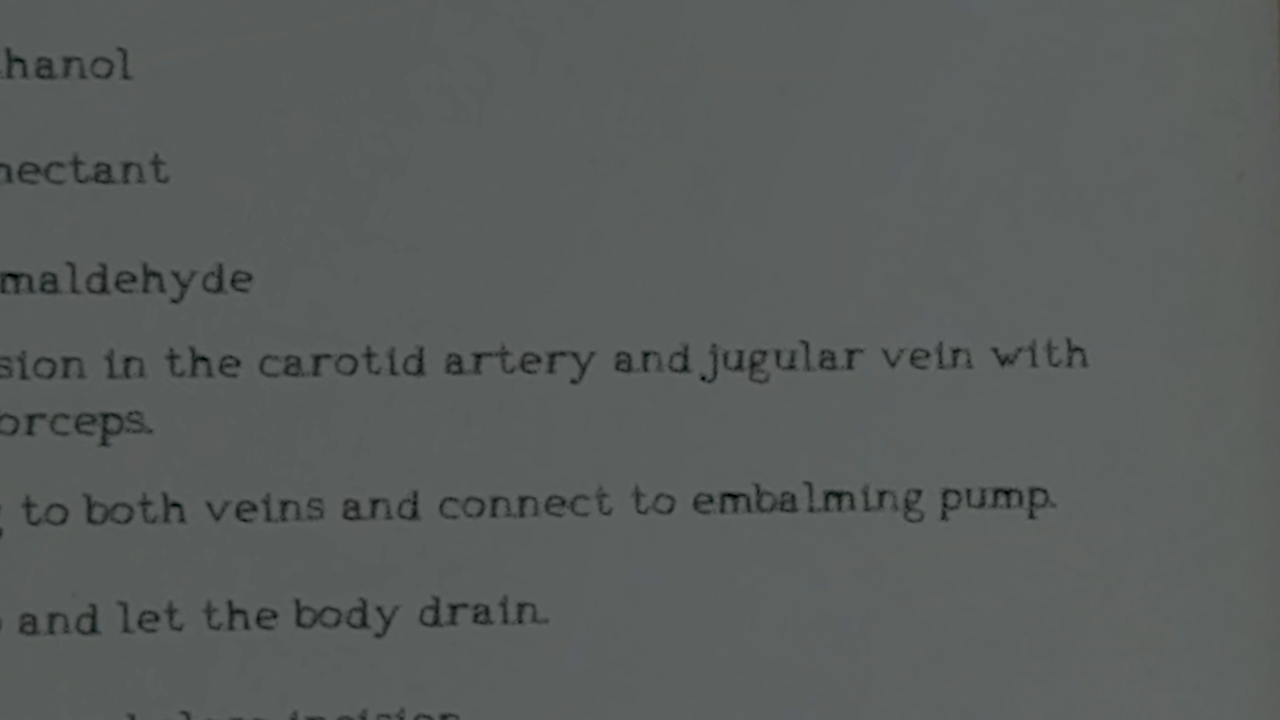 hanol
nectant
maldehyde
sion in the carotid artery and jugular vein with
orceps.
to both veins and connect to embalming pump.
and let the body drain.
incision